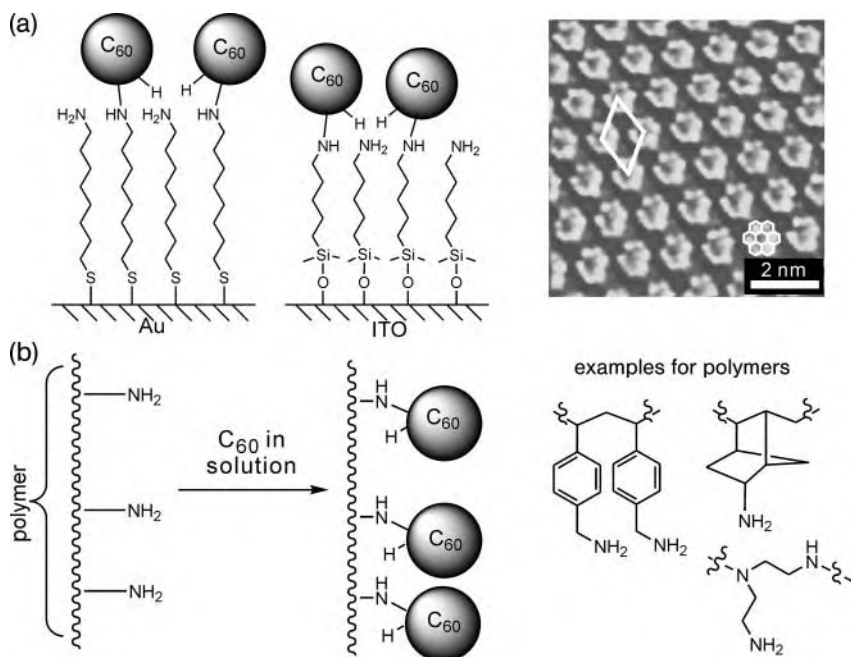 (a)
C60
C60
H
H
H2N
HN
H2N
HN
S
S
S
S
Au
C60
C60
H
H
NH
NH2
NH
NH2
Si
Si
Si
Si
O
O
O
O
ITO
2 nm
(b)
polymer
NH2
NH2
NH2
C60 in
solution
H
N
H
C60
H
N
H
C60
H
N
H
C60
examples for polymers
NH2
NH2
NH2
H
N
N
NH2